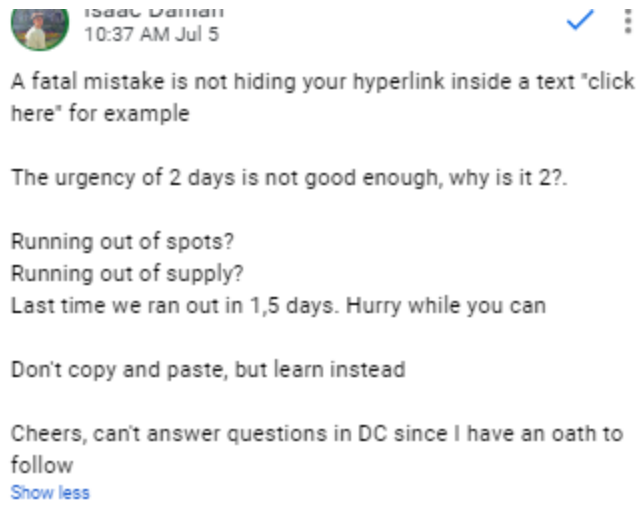 10:37 AM Jul 5
A fatal mistake is not hiding your hyperlink inside a text "click
here" for example
The urgency of 2 days is not good enough, why is it 2?.
Running out of spots?
Running out of supply?
Last time we ran out in 1,5 days. Hurry while you can
Don't copy and paste, but learn instead
Cheers, can't answer questions in DC since I have an oath to
follow
Show less